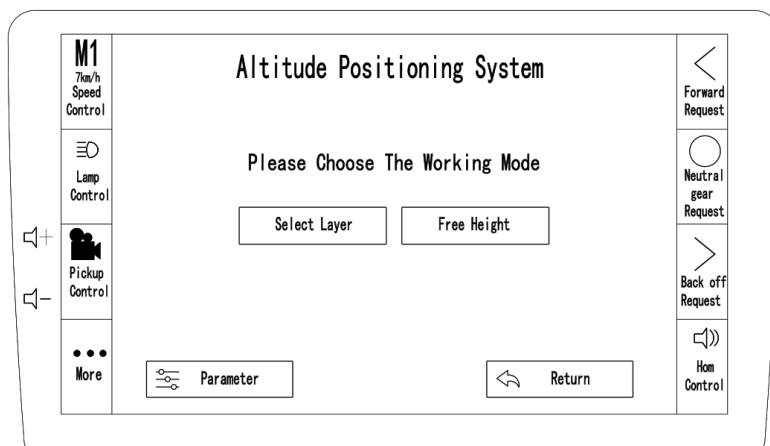 M1
7km/h
Speed
Control
Lamp
Control
Pickup
Control
More
Altitude Positioning System
Please Choose The Working Mode
Select Layer
Free Height
Parameter
Return
Forward
Request
Neutral
gear
Request
Back off
Request
Hom
Control